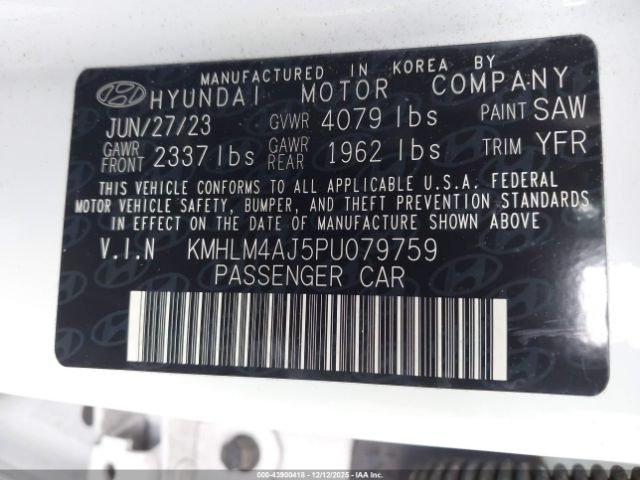 MANUFACTURED IN KOREA BY
HYUNDAI MOTOR COMPANY
JUN/27/23 GVWR 4079 lbs PAINT SAW
GAWR FRONT 2337 lbs GAWR REAR 1962 lbs TRIM YFR
THIS VEHICLE CONFORMS TO ALL APPLICABLE U.S.A. FEDERAL
MOTOR VEHICLE SAFETY, BUMPER, AND THEFT PREVENTION STANDARDS
IN EFFECT ON THE DATE OF MANUFACTURE SHOWN ABOVE
V.I.N KMHLM4AJ5PU079759
PASSENGER CAR
000-43900418 - 12/12/2025 - IAA, Inc.